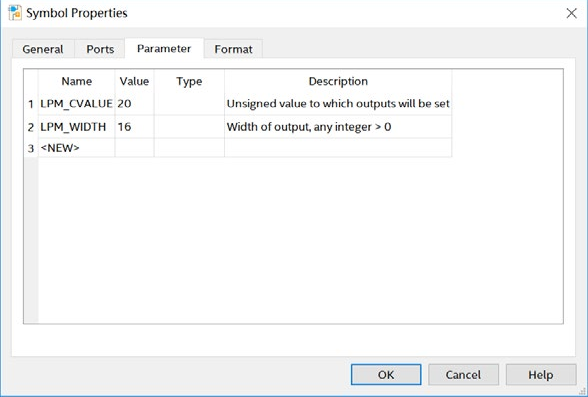 Symbol Properties
General Ports Parameter Format
Name Value Type Description
1 LPM_CVALUE 20 Unsigned value to which outputs will be set
2 LPM_WIDTH 16 Width of output, any integer > 0
3 <NEW>
OK Cancel Help